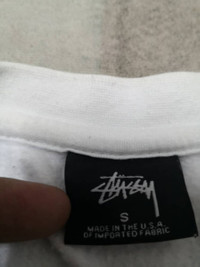 STÜSSY
S
MADE IN THE U.S.A.
OF IMPORTED FABRIC